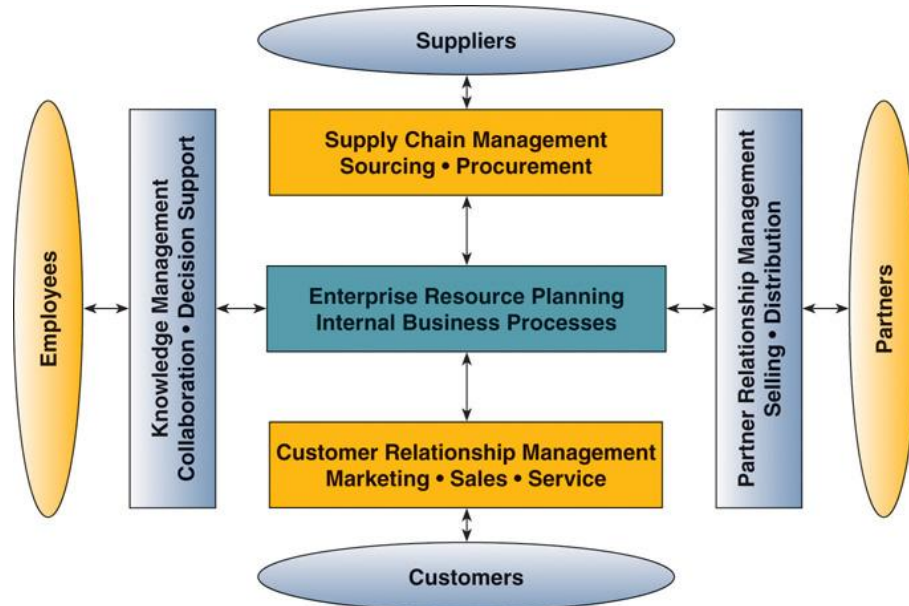 Suppliers
Supply Chain Management
Sourcing • Procurement
Employees
Knowledge Management
Collaboration • Decision Support
Enterprise Resource Planning
Internal Business Processes
Partner Relationship Management
Selling • Distribution
Partners
Customer Relationship Management
Marketing • Sales • Service
Customers